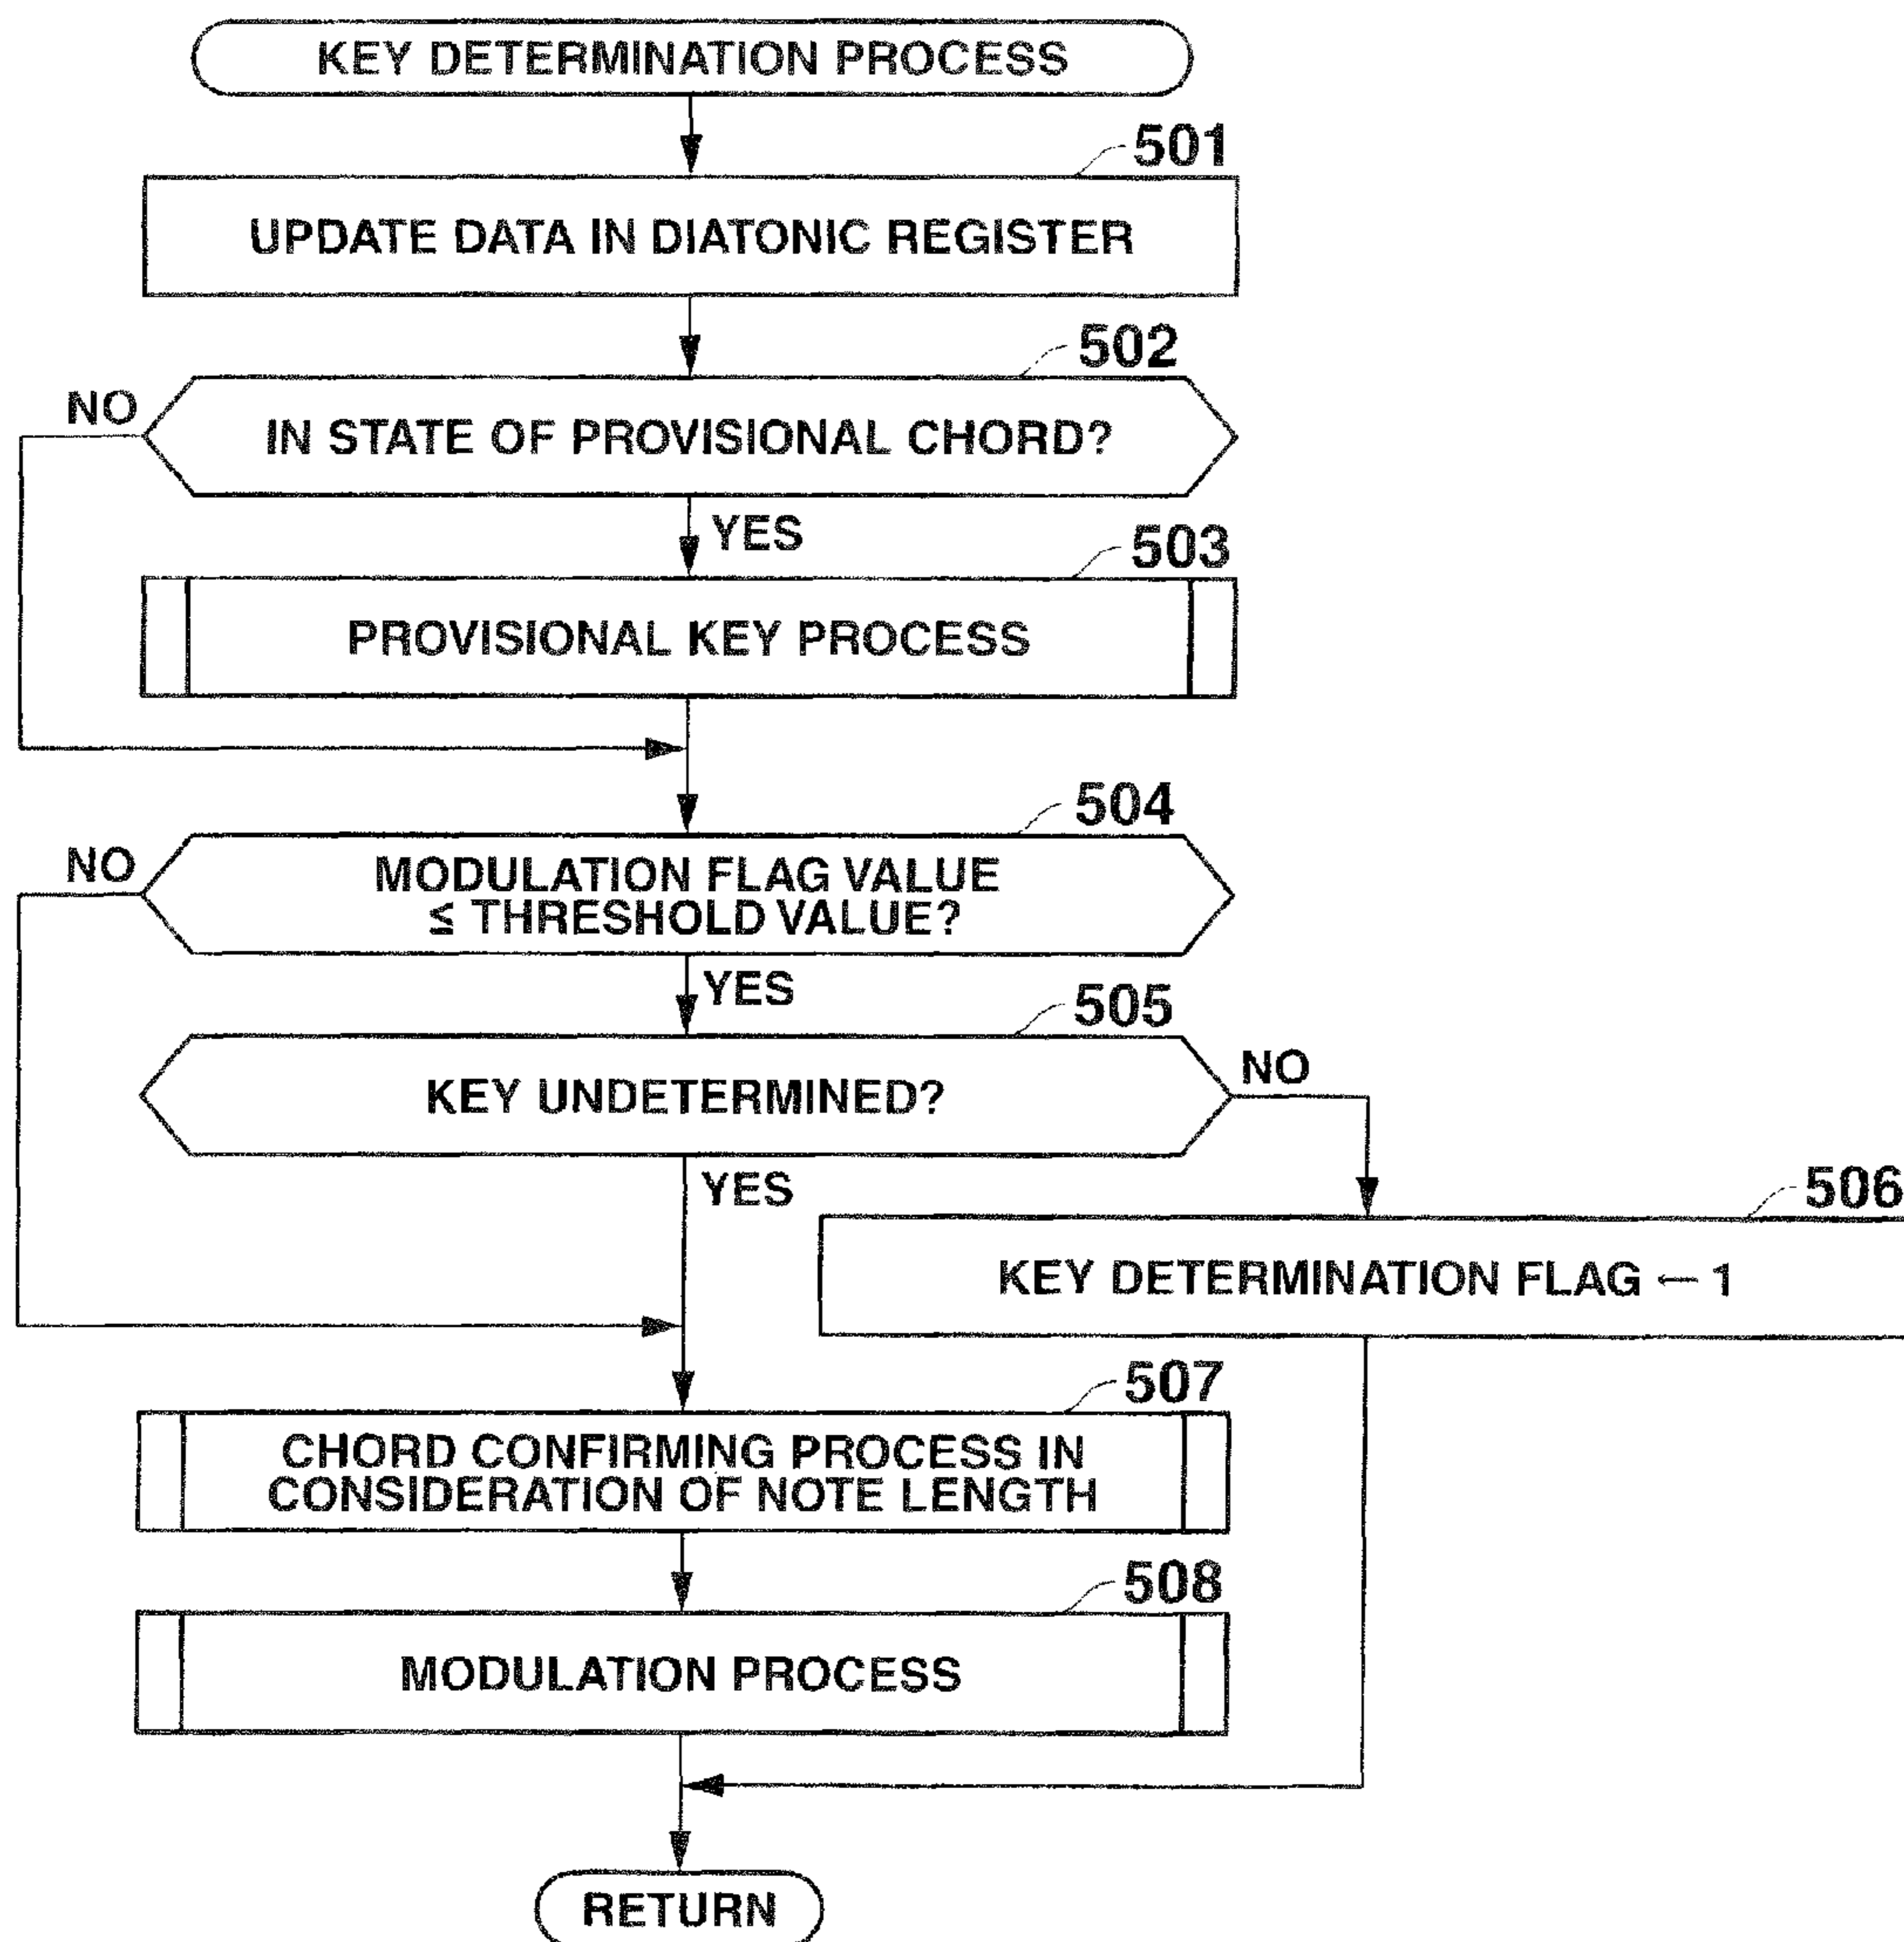 KEY DETERMINATION PROCESS
501
UPDATE DATA IN DIATONIC REGISTER
502
NO
IN STATE OF PROVISIONAL CHORD?
YES
503
PROVISIONAL KEY PROCESS
504
NO
MODULATION FLAG VALUE
≤ THRESHOLD VALUE?
YES
505
KEY UNDETERMINED?
NO
YES
506
KEY DETERMINATION FLAG ← 1
507
CHORD CONFIRMING PROCESS IN
CONSIDERATION OF NOTE LENGTH
508
MODULATION PROCESS
RETURN